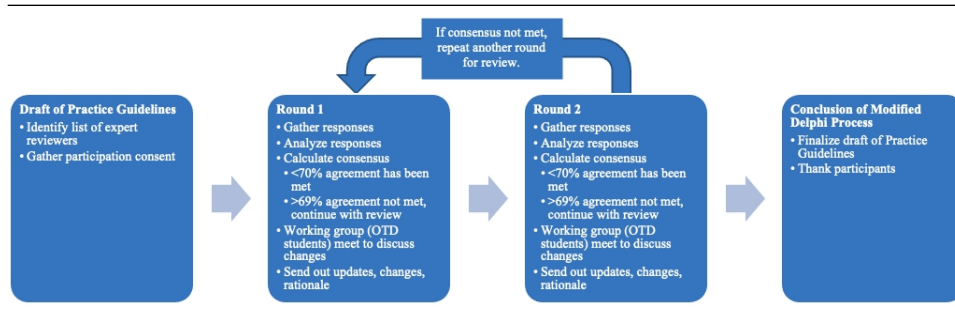 If consensus not met,
repeat another round
for review.
Draft of Practice Guidelines
• Identify list of expert
reviewers
• Gather participation consent
Round 1
• Gather responses
• Analyze responses
• Calculate consensus
• <70% agreement has been
met
• >69% agreement not met,
continue with review
• Working group (OTD
students) meet to discuss
changes
• Send out updates, changes,
rationale
Round 2
• Gather responses
• Analyze responses
• Calculate consensus
• <70% agreement has been
met
• >69% agreement not met,
continue with review
• Working group (OTD
students) meet to discuss
changes
• Send out updates, changes,
rationale
Conclusion of Modified
Delphi Process
• Finalize draft of Practice
Guidelines
• Thank participants